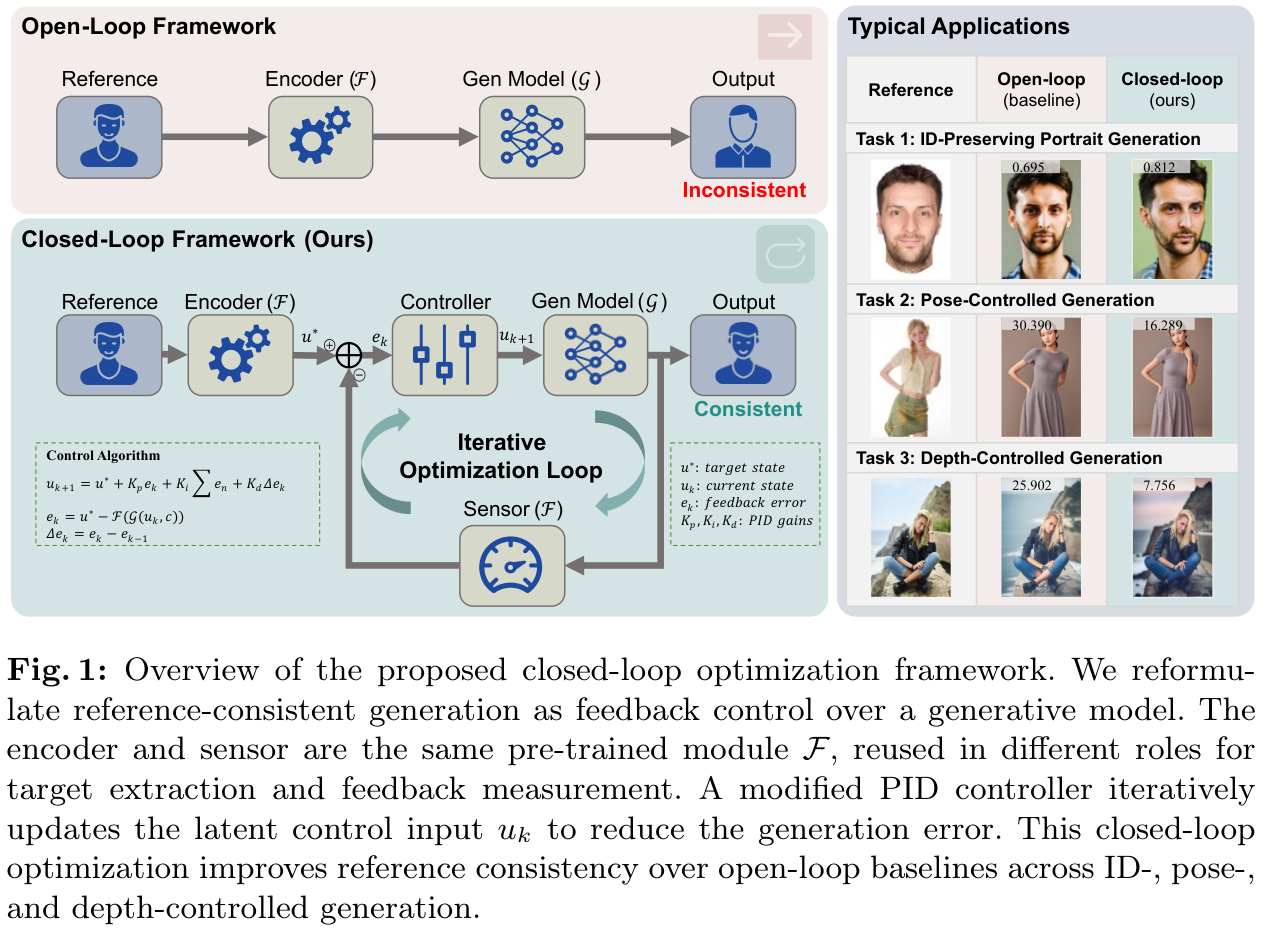 Open-Loop Framework
Reference
Encoder (ℱ)
Gen Model (𝒢)
Output
Inconsistent
Closed-Loop Framework (Ours)
Reference
Encoder (ℱ)
Controller
Gen Model (𝒢)
Output
u*
⊕
⊖
e_k
u_{k+1}
Consistent
Iterative
Optimization Loop
Sensor (ℱ)
Control Algorithm
u_{k+1} = u* + K_p e_k + K_i ∑ e_n + K_d Δe_k
e_k = u* − ℱ(𝒢(u_k, c))
Δe_k = e_k − e_{k−1}
u*: target state
u_k: current state
e_k: feedback error
K_p, K_i, K_d: PID gains
Typical Applications
Reference
Open-loop
(baseline)
Closed-loop
(ours)
Task 1: ID-Preserving Portrait Generation
0.695
0.812
Task 2: Pose-Controlled Generation
30.390
16.289
Task 3: Depth-Controlled Generation
25.902
7.756
Fig. 1: Overview of the proposed closed-loop optimization framework. We reformu-
late reference-consistent generation as feedback control over a generative model. The
encoder and sensor are the same pre-trained module ℱ, reused in different roles for
target extraction and feedback measurement. A modified PID controller iteratively
updates the latent control input u_k to reduce the generation error. This closed-loop
optimization improves reference consistency over open-loop baselines across ID-, pose-,
and depth-controlled generation.